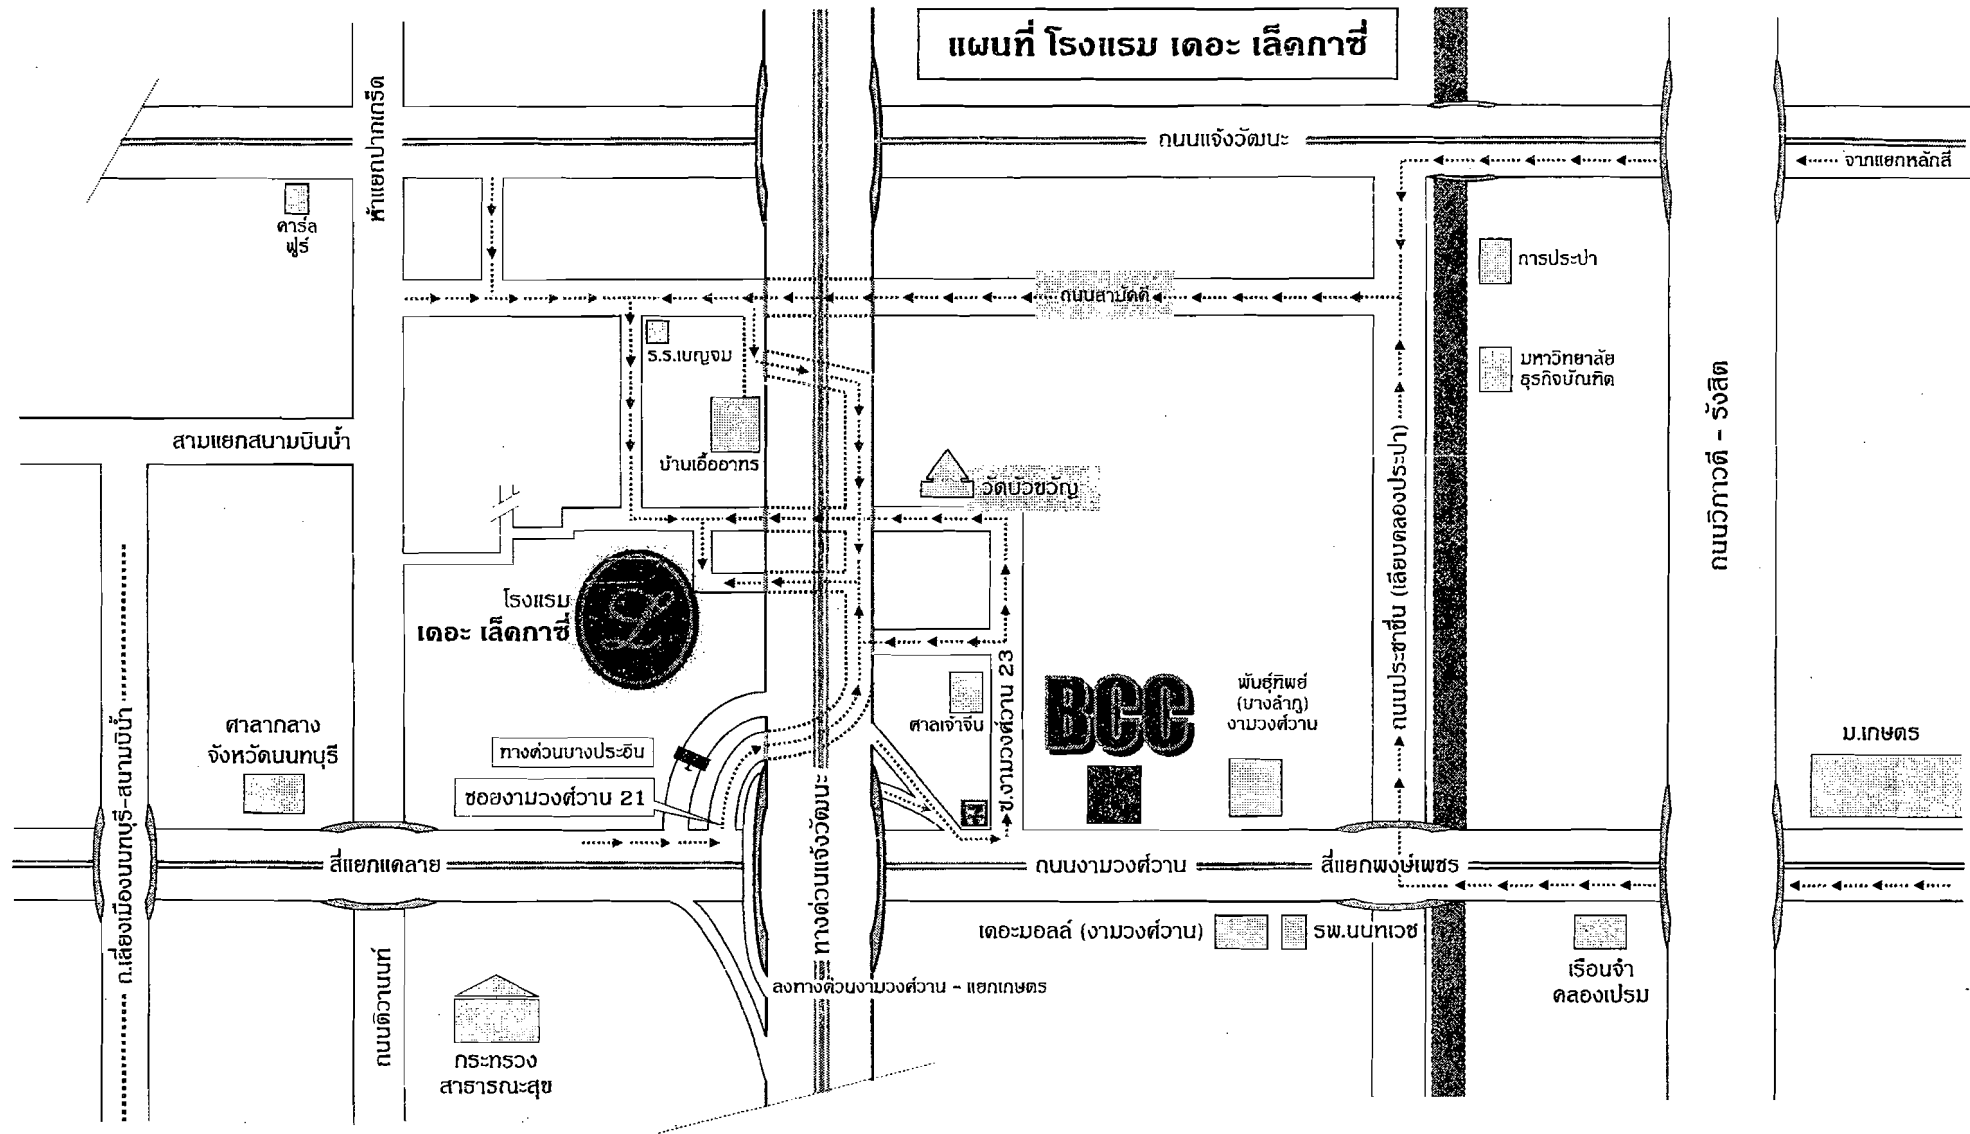 แผนที่ โรงแรม เดอะ เล็คกาซี่
ห้าแยกปากเกร็ด
ถนนแจ้งวัฒนะ
จากแยกหลักสี่
คาร์ล
ฟูร์
การประปา
ถนนสามัคคี
ร.ร.เบญจม
มหาวิทยาลัย
ธุรกิจบัณฑิต
ถนนวิภาวดี - รังสิต
สามแยกสนามบินน้ำ
บ้านเอื้ออาทร
วัดบัวขวัญ
ถนนประชาชื่น (เลียบคลองประปา)
โรงแรม
เดอะ เล็คกาซี่
ศาลเจ้าจีน
ซ.งามวงศ์วาน 23
BCC
พันธุ์ทิพย์
(บางลำภู)
งามวงศ์วาน
ศาลากลาง
จังหวัดนนทบุรี
ทางด่วนบางปะอิน
ซอยงามวงศ์วาน 21
7
ม.เกษตร
ถ.เลี่ยงเมืองนนทบุรี-สนามบินน้ำ
สี่แยกแคลาย
ทางด่วนแจ้งวัฒนะ
ถนนงามวงศ์วาน
สี่แยกพงษ์เพชร
เดอะมอลล์ (งามวงศ์วาน)
รพ.นนทเวช
เรือนจำ
คลองเปรม
ลงทางด่วนงามวงศ์วาน - แยกเกษตร
ถนนติวานนท์
กระทรวง
สาธารณะสุข